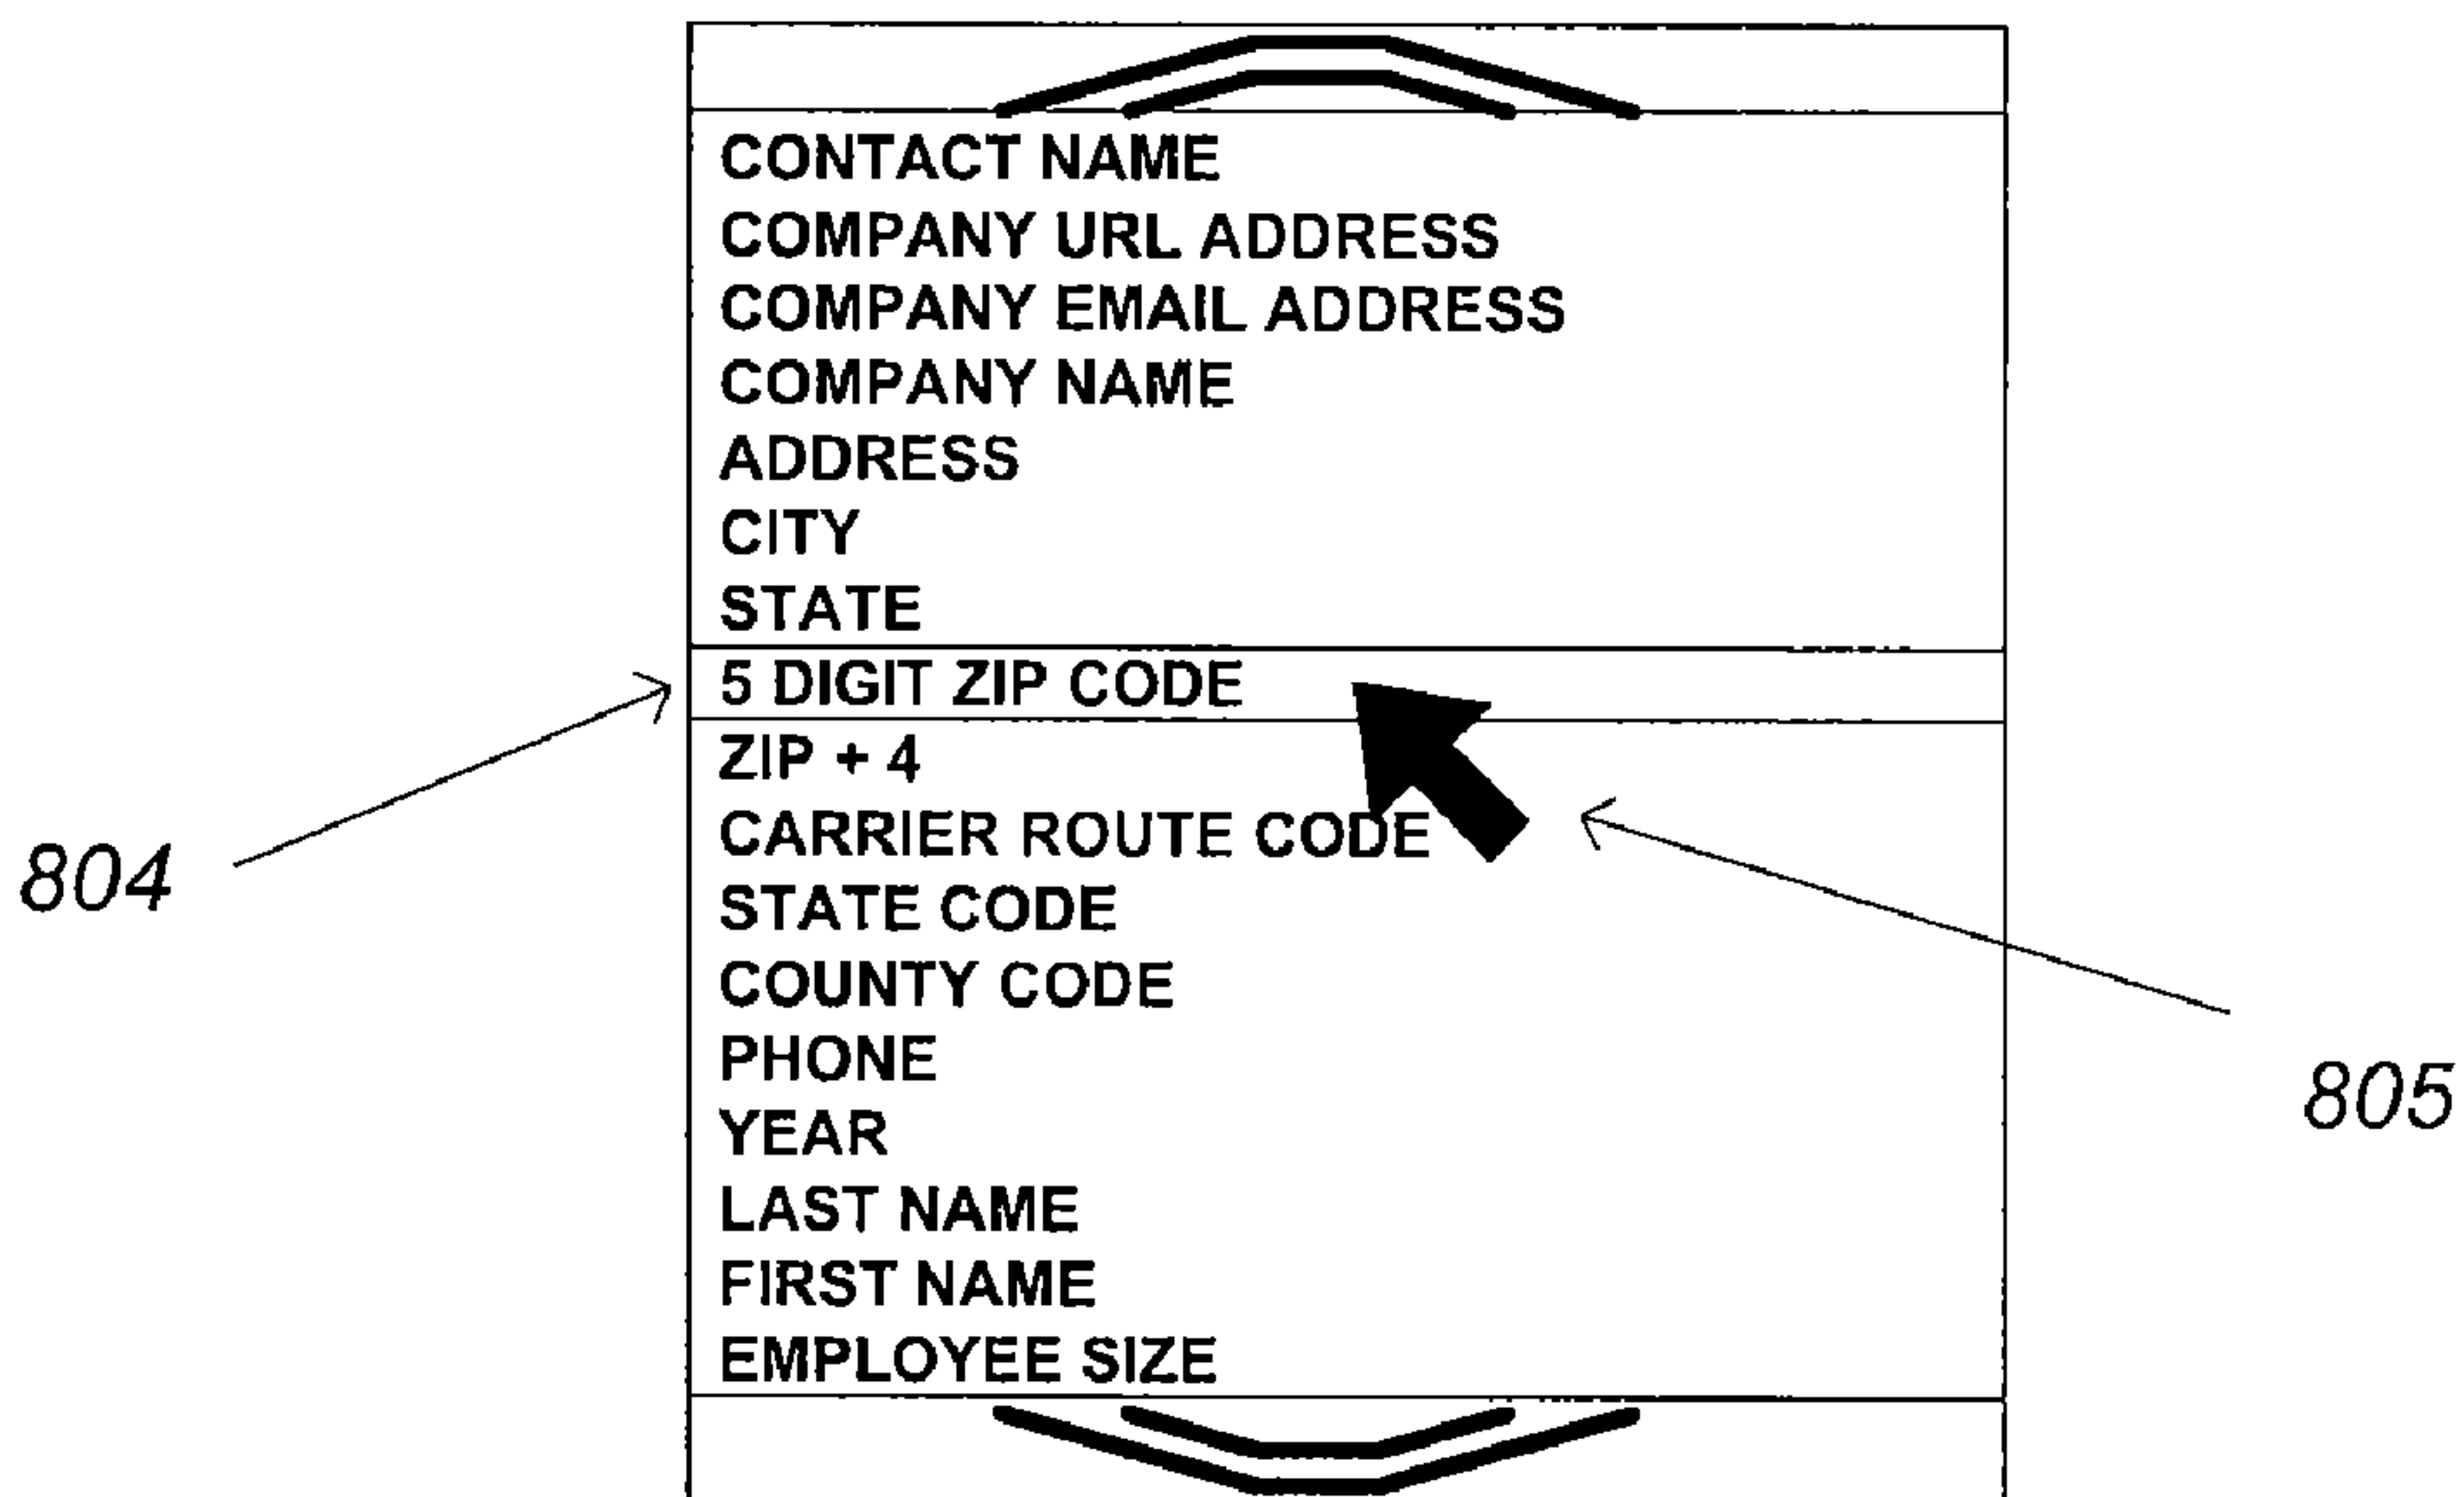 CONTACT NAME
COMPANY URL ADDRESS
COMPANY EMAIL ADDRESS
COMPANY NAME
ADDRESS
CITY
STATE
5 DIGIT ZIP CODE
ZIP + 4
CARRIER ROUTE CODE
804
STATE CODE
COUNTY CODE
PHONE
805
YEAR
LAST NAME
FIRST NAME
EMPLOYEE SIZE